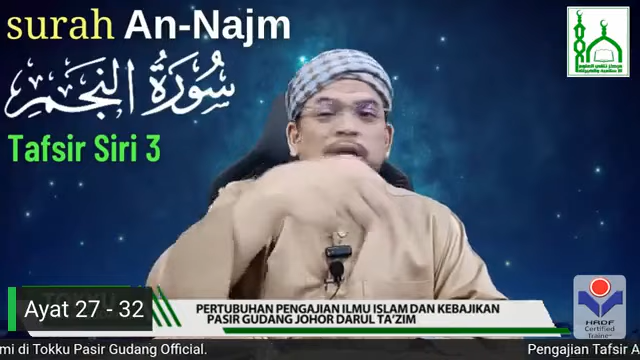 surah An-Najm
سُورَةُ النَّجْمِ
Tafsir Siri 3
Ayat 27 - 32
PERTUBUHAN PENGAJIAN ILMU ISLAM DAN KEBAJIKAN
PASIR GUDANG JOHOR DARUL TA'ZIM
HRDF
Certified
Trainer
mi di Tokku Pasir Gudang Official.
Pengajian Tafsir A